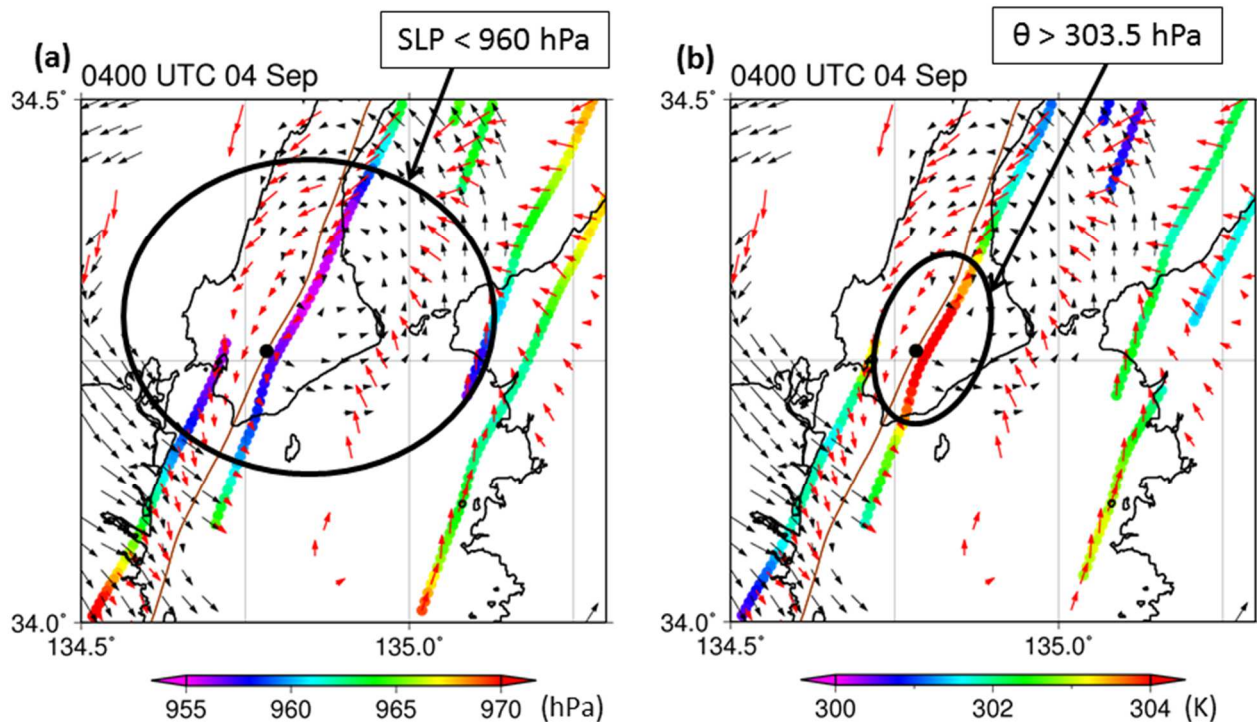 SLP < 960 hPa
θ > 303.5 hPa
(a)
0400 UTC 04 Sep
(b)
0400 UTC 04 Sep
34.5˚
34.5˚
34.0˚
34.0˚
134.5˚ 135.0˚
134.5˚ 135.0˚
955 960 965 970 (hPa)
300 302 304 (K)